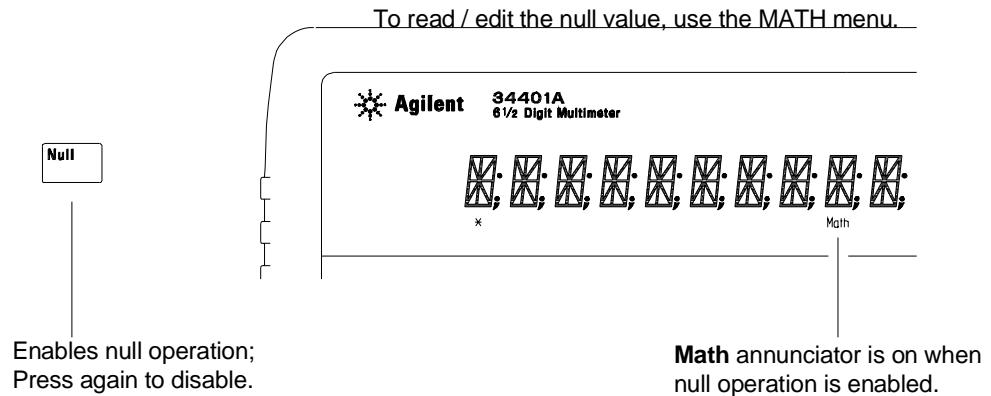 To read / edit the null value, use the MATH menu.
Agilent
34401A
6½ Digit Multimeter
Null
*
Math
Enables null operation;
Press again to disable.
Math annunciator is on when
null operation is enabled.